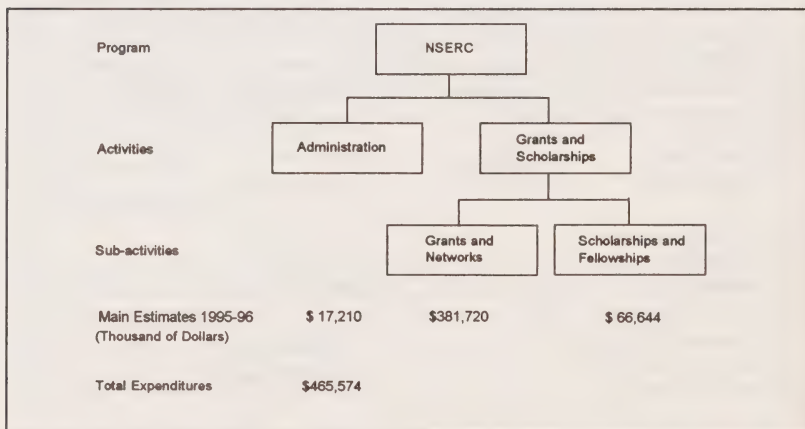 Program NSERC
Activities Administration Grants and
Scholarships
Sub-activities Grants and
Networks Scholarships and
Fellowships
Main Estimates 1995-96 $ 17,210 $381,720 $ 66,644
(Thousand of Dollars)
Total Expenditures $465,574